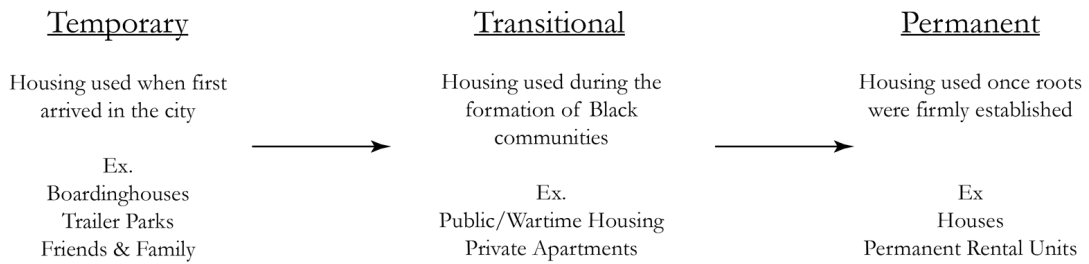 Temporary
Housing used when first
arrived in the city
Ex.
Boardinghouses
Trailer Parks
Friends & Family
Transitional
Housing used during the
formation of Black
communities
Ex.
Public/Wartime Housing
Private Apartments
Permanent
Housing used once roots
were firmly established
Ex
Houses
Permanent Rental Units